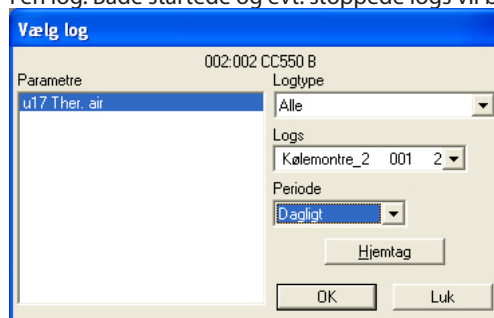 Vælg log
002:002 CC550 B
Parametre
Logtype
u17 Ther. air
Alle
Logs
Kølemontre_2 001 2
Periode
Dagligt
Hjemtag
OK
Luk